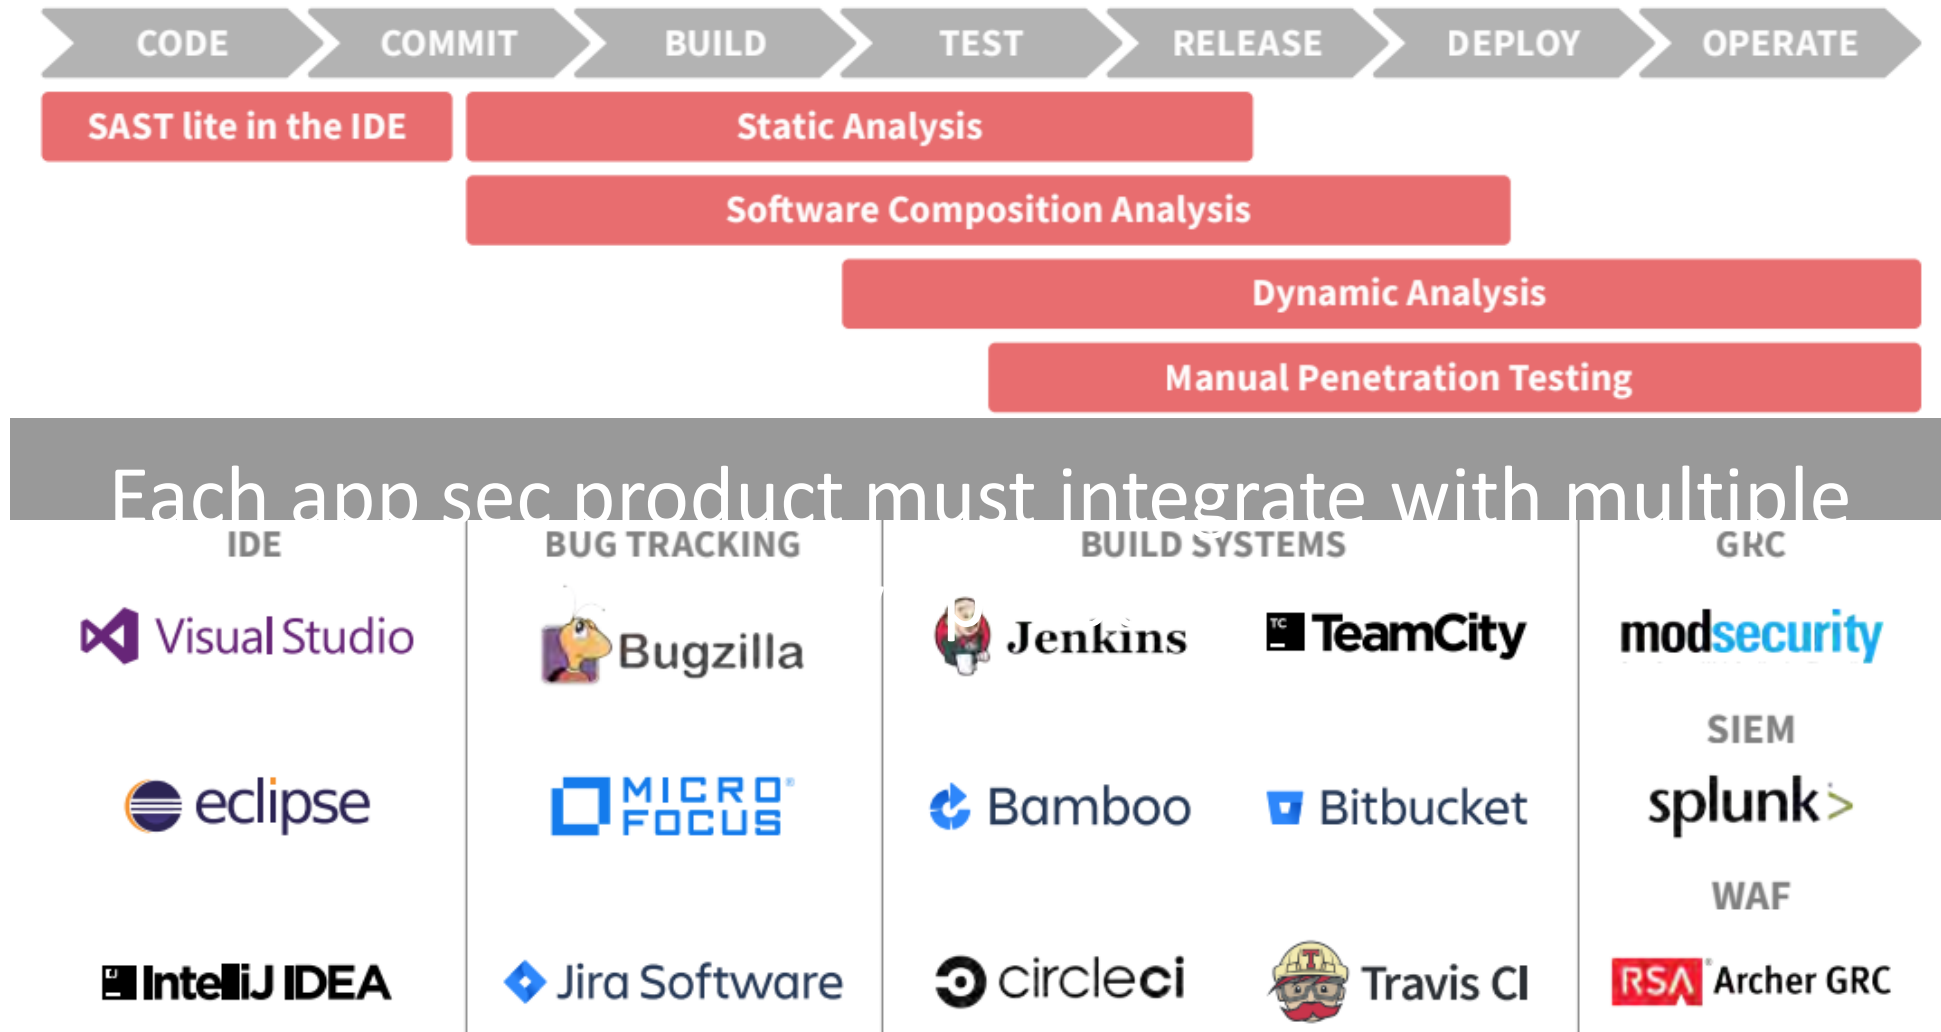 CODE COMMIT BUILD TEST RELEASE DEPLOY OPERATE
SAST lite in the IDE Static Analysis
Software Composition Analysis
Dynamic Analysis
Manual Penetration Testing
Each app sec product must integrate with multiple
IDE BUG TRACKING BUILD SYSTEMS GRC
Visual Studio Bugzilla Jenkins TC TeamCity modsecurity
SIEM
eclipse MICRO FOCUS® Bamboo Bitbucket splunk>
WAF
IJ IntelliJ IDEA Jira Software circleci T Travis CI RSA® Archer GRC